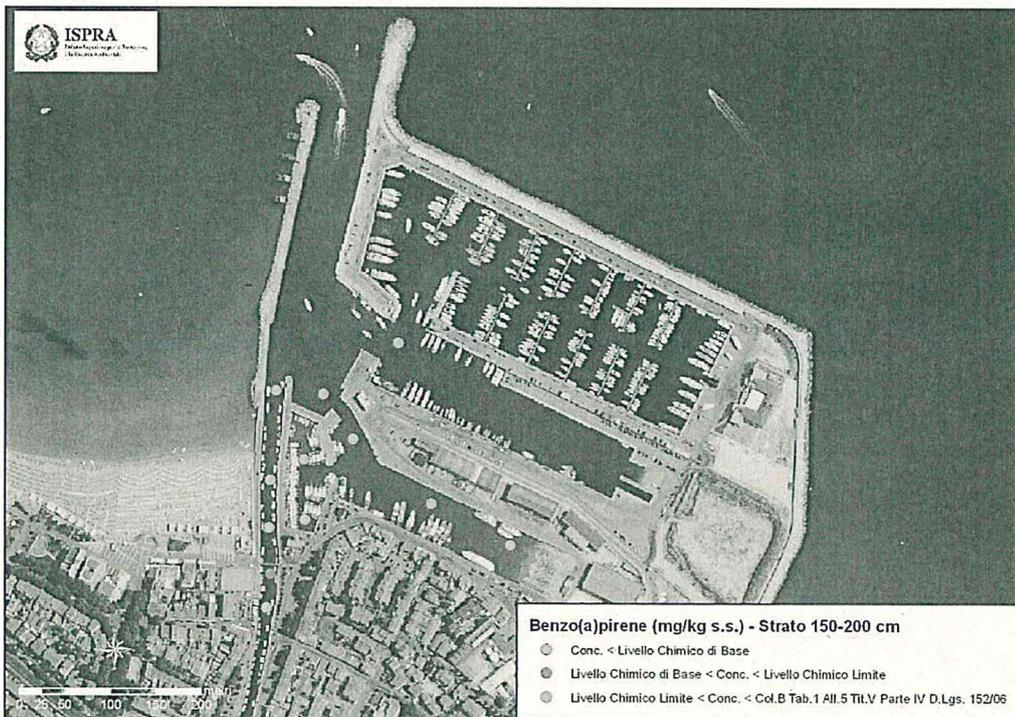 ISPRA
Benzo(a)pirene (mg/kg s.s.) - Strato 150-200 cm
Conc. < Livello Chimico di Base
Livello Chimico di Base < Conc. < Livello Chimico Limite
Livello Chimico Limite < Conc. < Col.B Tab.1 All.5 Tit.V Parte IV D.Lgs. 152/06
metri
0 25 50 100 150 200